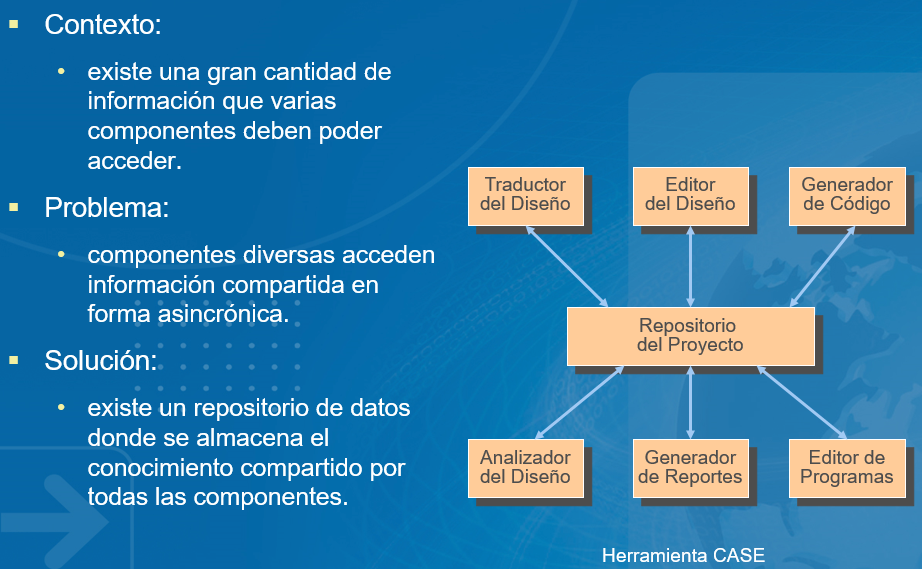 Contexto:
existe una gran cantidad de
información que varias
componentes deben poder
acceder.
Problema:
componentes diversas acceden
información compartida en
forma asincrónica.
Solución:
existe un repositorio de datos
donde se almacena el
conocimiento compartido por
todas las componentes.
Traductor
del Diseño
Editor
del Diseño
Generador
de Código
Repositorio
del Proyecto
Analizador
del Diseño
Generador
de Reportes
Editor de
Programas
Herramienta CASE